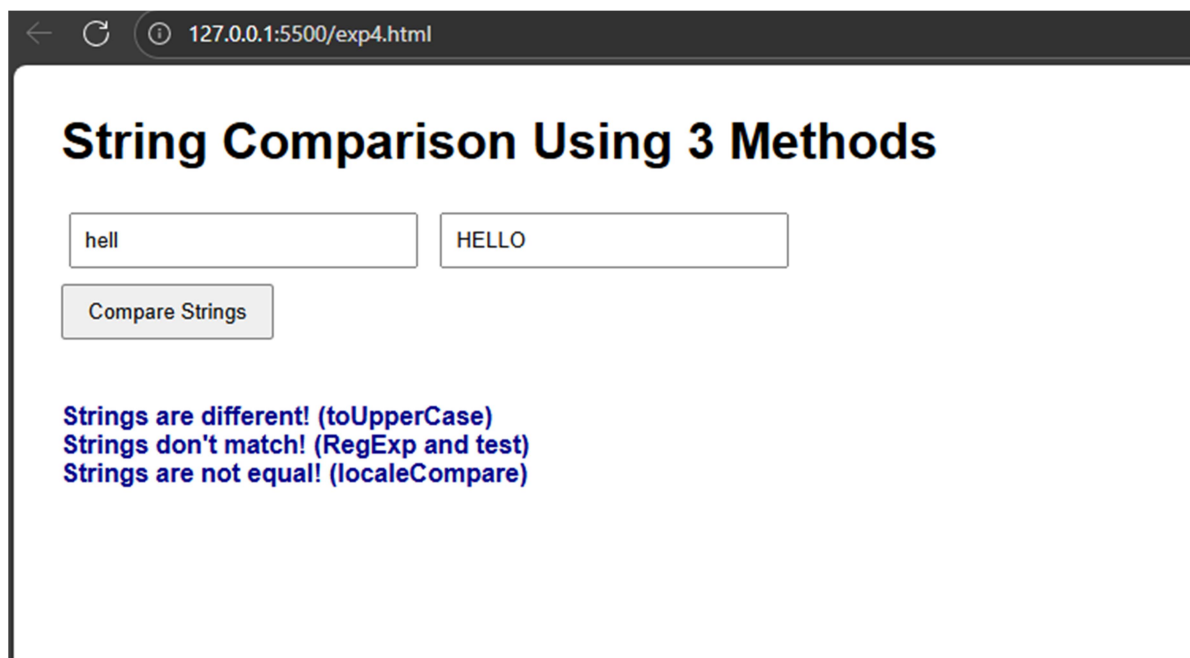 127.0.0.1:5500/exp4.html
String Comparison Using 3 Methods
hell HELLO
Compare Strings
Strings are different! (toUpperCase)
Strings don't match! (RegExp and test)
Strings are not equal! (localeCompare)